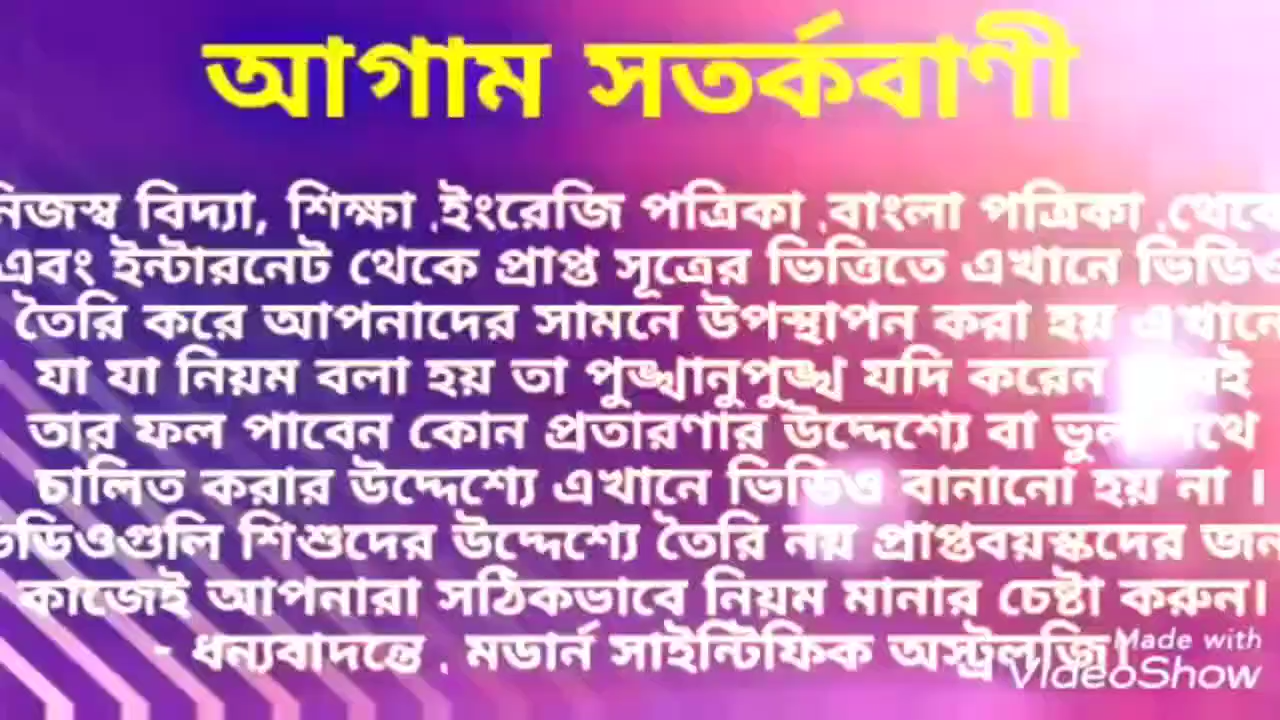 আগাম সতর্কবাণী
নিজস্ব বিদ্যা, শিক্ষা ,ইংরেজি পত্রিকা ,বাংলা পত্রিকা ,থেকে
এবং ইন্টারনেট থেকে প্রাপ্ত সূত্রের ভিত্তিতে এখানে ভিডিও
তৈরি করে আপনাদের সামনে উপস্থাপন করা হয় এখানে
যা যা নিয়ম বলা হয় তা পুঙ্খানুপুঙ্খ যদি করেন
তার ফল পাবেন কোন প্রতারণার উদ্দেশ্যে বা ভুল পথে
চালিত করার উদ্দেশ্যে এখানে ভিডিও বানানো হয় না ।
ভিডিওগুলি শিশুদের উদ্দেশ্যে তৈরি নয় প্রাপ্তবয়স্কদের জন্য
কাজেই আপনারা সঠিকভাবে নিয়ম মানার চেষ্টা করুন।
- ধন্যবাদন্তে , মডার্ন সাইন্টিফিক অস্ট্রলজি।
Made with
VideoShow